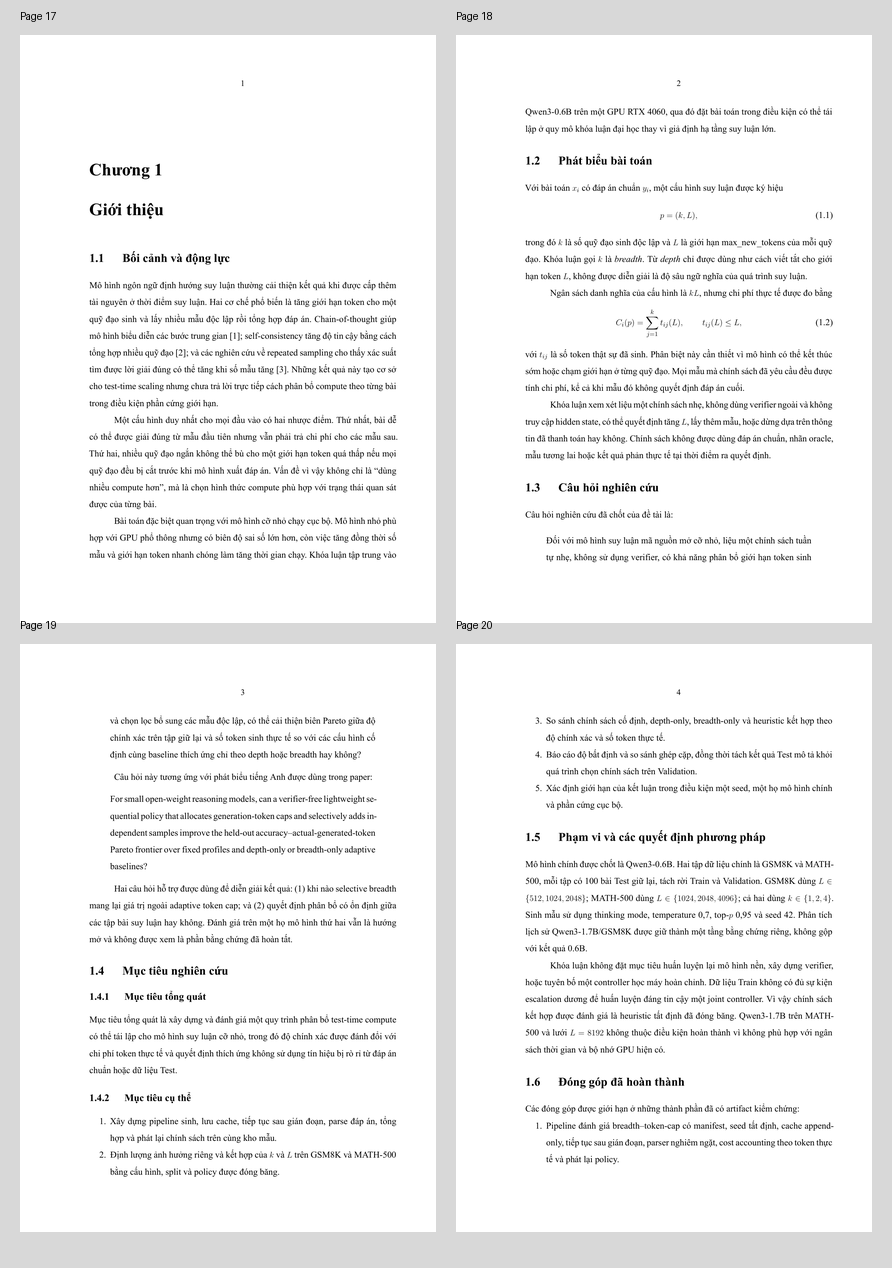 Page 17
1
Chương 1
Giới thiệu
1.1 Bối cảnh và động lực
Mô hình ngôn ngữ định hướng suy luận thường cải thiện kết quả khi được cấp thêm
tài nguyên ở thời điểm suy luận. Hai cơ chế phổ biến là tăng giới hạn token cho một
quỹ đạo sinh và lấy nhiều mẫu độc lập rồi tổng hợp đáp án. Chain-of-thought giúp
mô hình biểu diễn các bước trung gian [1]; self-consistency tăng độ tin cậy bằng cách
tổng hợp nhiều quỹ đạo [2]; và các nghiên cứu về repeated sampling cho thấy xác suất
tìm được lời giải đúng có thể tăng khi số mẫu tăng [3]. Những kết quả này tạo cơ sở
cho test-time scaling nhưng chưa trả lời trực tiếp cách phân bổ compute theo từng bài
trong điều kiện phần cứng giới hạn.
Một cấu hình duy nhất cho mọi đầu vào có hai nhược điểm. Thứ nhất, bài dễ
có thể được giải đúng từ mẫu đầu tiên nhưng vẫn phải trả chi phí cho các mẫu sau.
Thứ hai, nhiều quỹ đạo ngắn không thể bù cho một giới hạn token quá thấp nếu mọi
quỹ đạo đều bị cắt trước khi mô hình xuất đáp án. Vấn đề vì vậy không chỉ là “dùng
nhiều compute hơn”, mà là chọn hình thức compute phù hợp với trạng thái quan sát
được của từng bài.
Bài toán đặc biệt quan trọng với mô hình cỡ nhỏ chạy cục bộ. Mô hình nhỏ phù
hợp với GPU phổ thông nhưng có biên độ sai số lớn hơn, còn việc tăng đồng thời số
mẫu và giới hạn token nhanh chóng làm tăng thời gian chạy. Khóa luận tập trung vào
Page 18
2
Qwen3-0.6B trên một GPU RTX 4060, qua đó đặt bài toán trong điều kiện có thể tái
lập ở quy mô khóa luận đại học thay vì giả định hạ tầng suy luận lớn.
1.2 Phát biểu bài toán
Với bài toán x_i có đáp án chuẩn y_i, một cấu hình suy luận được ký hiệu
p = (k, L), (1.1)
trong đó k là số quỹ đạo sinh độc lập và L là giới hạn max_new_tokens của mỗi quỹ
đạo. Khóa luận gọi k là breadth. Từ depth chỉ được dùng như cách viết tắt cho giới
hạn token L, không được diễn giải là độ sâu ngữ nghĩa của quá trình suy luận.
Ngân sách danh nghĩa của cấu hình là kL, nhưng chi phí thực tế được đo bằng
C_i(p) = ∑_{j=1}^{k} t_{ij}(L), t_{ij}(L) ≤ L, (1.2)
với t_{ij} là số token thật sự đã sinh. Phân biệt này cần thiết vì mô hình có thể kết thúc
sớm hoặc chạm giới hạn ở từng quỹ đạo. Mọi mẫu mà chính sách đã yêu cầu đều được
tính chi phí, kể cả khi mẫu đó không quyết định đáp án cuối.
Khóa luận xem xét liệu một chính sách nhẹ, không dùng verifier ngoài và không
truy cập hidden state, có thể quyết định tăng L, lấy thêm mẫu, hoặc dừng dựa trên thông
tin đã thanh toán hay không. Chính sách không được dùng đáp án chuẩn, nhãn oracle,
mẫu tương lai hoặc kết quả phản thực tế tại thời điểm ra quyết định.
1.3 Câu hỏi nghiên cứu
Câu hỏi nghiên cứu đã chốt của đề tài là:
Đối với mô hình suy luận mã nguồn mở cỡ nhỏ, liệu một chính sách tuần
tự nhẹ, không sử dụng verifier, có khả năng phân bổ giới hạn token sinh
Page 19
3
và chọn lọc bổ sung các mẫu độc lập, có thể cải thiện biên Pareto giữa độ
chính xác trên tập giữ lại và số token sinh thực tế so với các cấu hình cố
định cùng baseline thích ứng chỉ theo depth hoặc breadth hay không?
Câu hỏi này tương ứng với phát biểu tiếng Anh được dùng trong paper:
For small open-weight reasoning models, can a verifier-free lightweight se-
quential policy that allocates generation-token caps and selectively adds in-
dependent samples improve the held-out accuracy–actual-generated-token
Pareto frontier over fixed profiles and depth-only or breadth-only adaptive
baselines?
Hai câu hỏi hỗ trợ được dùng để diễn giải kết quả: (1) khi nào selective breadth
mang lại giá trị ngoài adaptive token cap; và (2) quyết định phân bổ có ổn định giữa
các tập bài suy luận hay không. Đánh giá trên một họ mô hình thứ hai vẫn là hướng
mở và không được xem là phần bằng chứng đã hoàn tất.
1.4 Mục tiêu nghiên cứu
1.4.1 Mục tiêu tổng quát
Mục tiêu tổng quát là xây dựng và đánh giá một quy trình phân bổ test-time compute
có thể tái lập cho mô hình suy luận cỡ nhỏ, trong đó độ chính xác được đánh đổi với
chi phí token thực tế và quyết định thích ứng không sử dụng tín hiệu bị rò rỉ từ đáp án
chuẩn hoặc dữ liệu Test.
1.4.2 Mục tiêu cụ thể
1. Xây dựng pipeline sinh, lưu cache, tiếp tục sau gián đoạn, parse đáp án, tổng
hợp và phát lại chính sách trên cùng kho mẫu.
2. Định lượng ảnh hưởng riêng và kết hợp của k và L trên GSM8K và MATH-500
bằng cấu hình, split và policy được đóng băng.
Page 20
4
3. So sánh chính sách cố định, depth-only, breadth-only và heuristic kết hợp theo
độ chính xác và số token thực tế.
4. Báo cáo độ bất định và so sánh ghép cặp, đồng thời tách kết quả Test mô tả khỏi
quá trình chọn chính sách trên Validation.
5. Xác định giới hạn của kết luận trong điều kiện một seed, một họ mô hình chính
và phần cứng cục bộ.
1.5 Phạm vi và các quyết định phương pháp
Mô hình chính được chốt là Qwen3-0.6B. Hai tập dữ liệu chính là GSM8K và MATH-
500, mỗi tập có 100 bài Test giữ lại, tách rời Train và Validation. GSM8K dùng L ∈
{512, 1024, 2048}; MATH-500 dùng L ∈ {1024, 2048, 4096}; cả hai dùng k ∈ {1, 2, 4}.
Sinh mẫu sử dụng thinking mode, temperature 0,7, top-p 0,95 và seed 42. Phân tích
lịch sử Qwen3-1.7B/GSM8K được giữ thành một tầng bằng chứng riêng, không gộp
với kết quả 0.6B.
Khóa luận không đặt mục tiêu huấn luyện lại mô hình nền, xây dựng verifier,
hoặc tuyên bố một controller học máy hoàn chỉnh. Dữ liệu Train không có đủ sự kiện
escalation dương để huấn luyện đáng tin cậy một joint controller. Vì vậy chính sách
kết hợp được đánh giá là heuristic tất định đã đóng băng. Qwen3-1.7B trên MATH-
500 và lưới L = 8192 không thuộc điều kiện hoàn thành vì không phù hợp với ngân
sách thời gian và bộ nhớ GPU hiện có.
1.6 Đóng góp đã hoàn thành
Các đóng góp được giới hạn ở những thành phần đã có artifact kiểm chứng:
1. Pipeline đánh giá breadth–token-cap có manifest, seed tất định, cache append-
only, tiếp tục sau gián đoạn, parser nghiêm ngặt, cost accounting theo token thực
tế và phát lại policy.